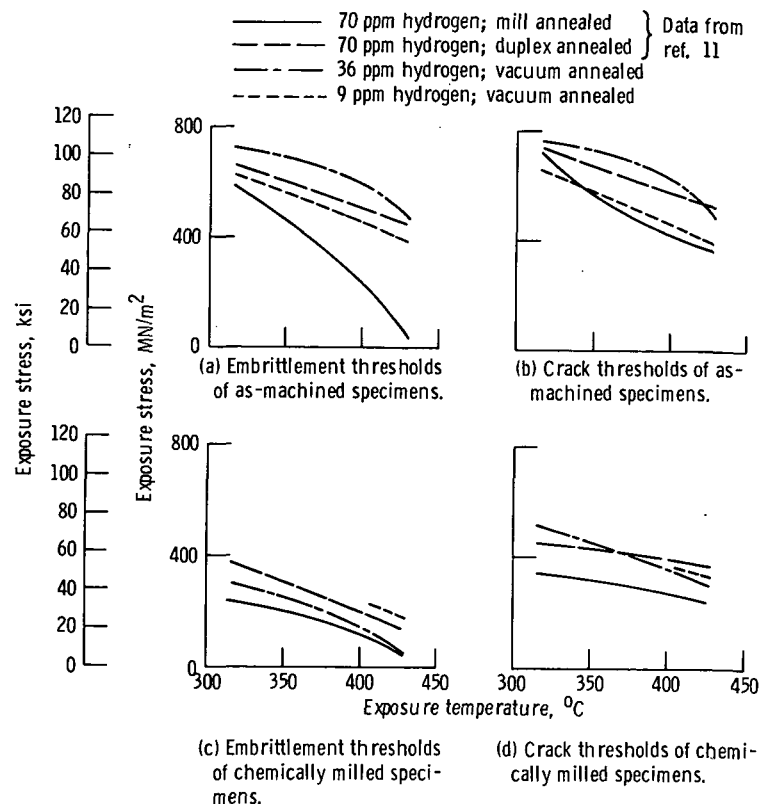 70 ppm hydrogen; mill annealed
70 ppm hydrogen; duplex annealed
Data from
ref. 11
36 ppm hydrogen; vacuum annealed
9 ppm hydrogen; vacuum annealed
Exposure stress, ksi
120
100
80
60
40
20
0
Exposure stress, MN/m²
800
400
0
(a) Embrittlement thresholds
of as-machined specimens.
(b) Crack thresholds of as-
machined specimens.
120
100
80
60
40
20
0
800
400
0
300 350 400 450
300 350 400 450
Exposure temperature, °C
(c) Embrittlement thresholds
of chemically milled speci-
mens.
(d) Crack thresholds of chemi-
cally milled specimens.